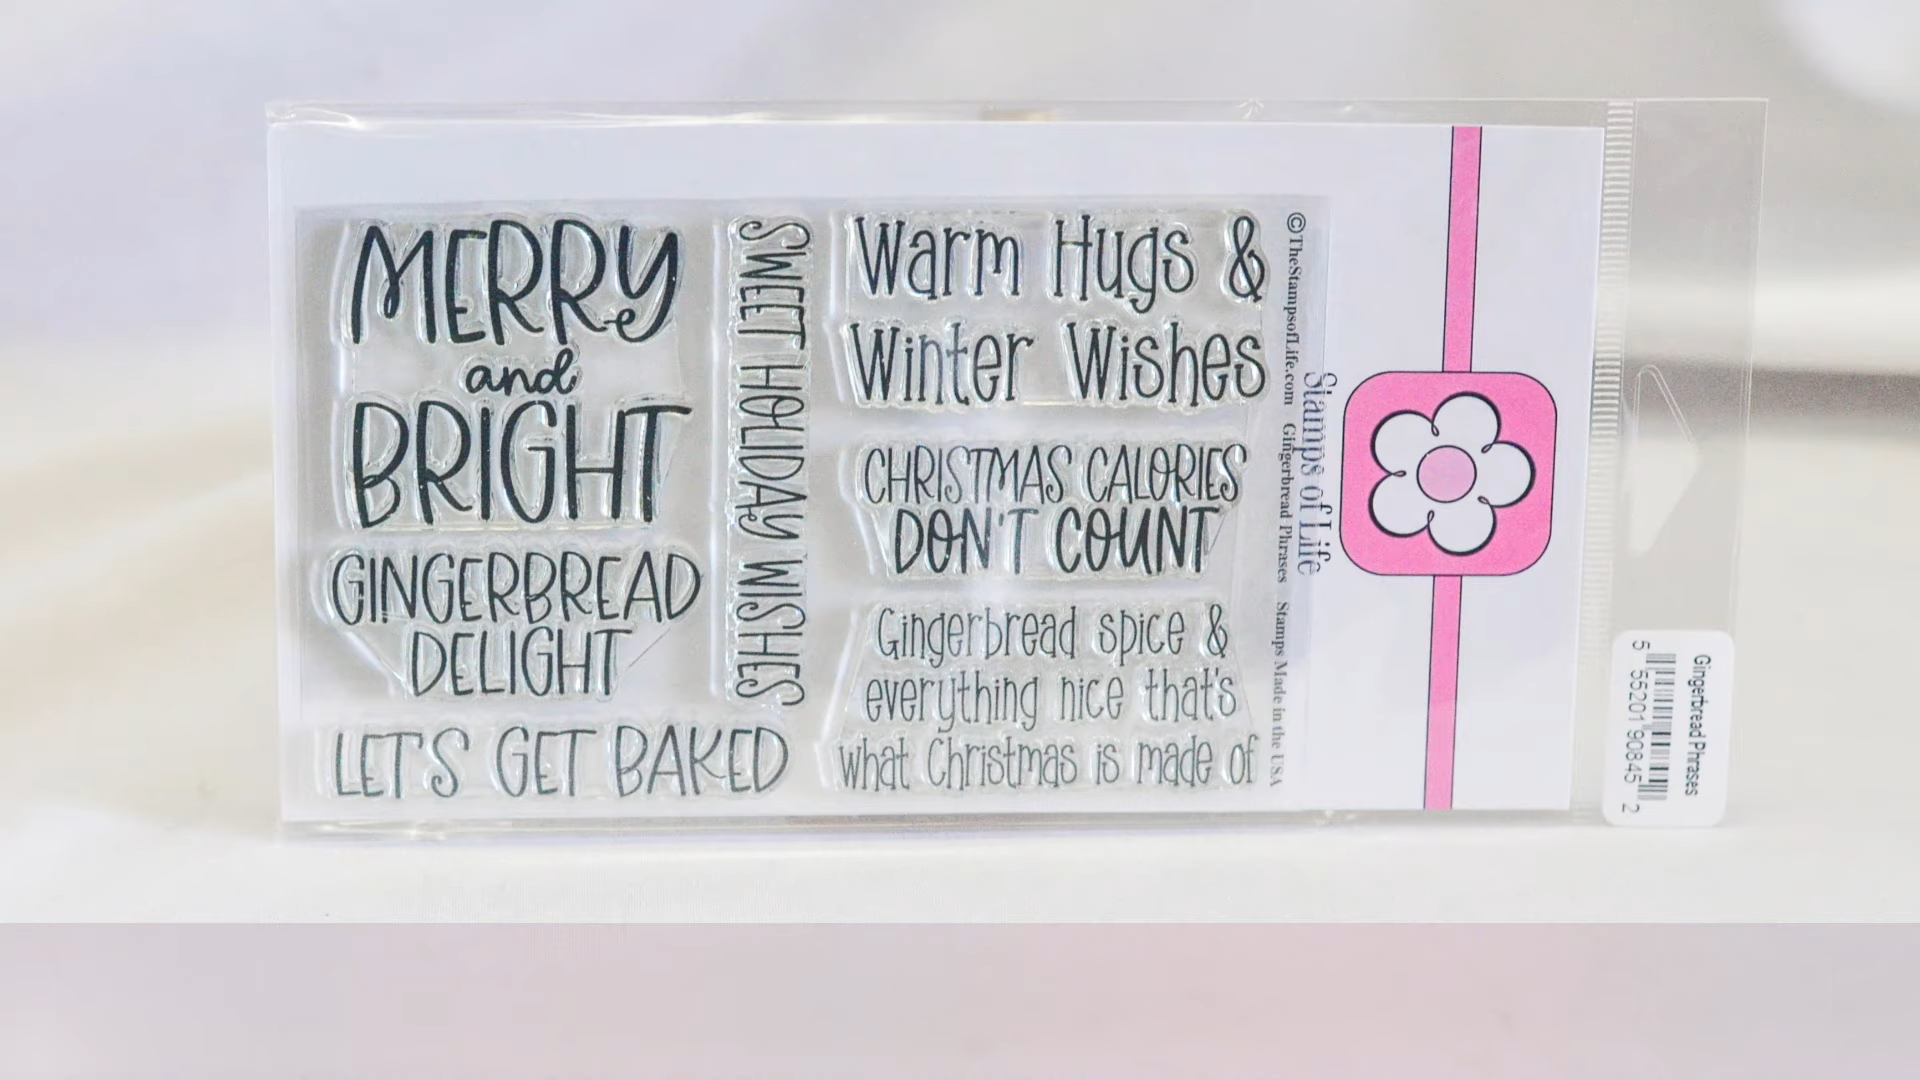 MERRY
and
BRIGHT
GINGERBREAD
DELIGHT
LET'S GET BAKED
SWEET HOLIDAY WISHES
Warm Hugs &
Winter Wishes
CHRISTMAS CALORIES
DON'T COUNT
Gingerbread spice &
everything nice that's
what Christmas is made of
©TheStampsofLife.com Gingerbread Phrases Stamps Made in the USA
Stamps of Life
Gingerbread Phrases
5 55201 90845 2